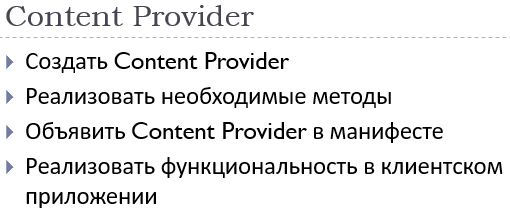 Content Provider
Создать Content Provider
Реализовать необходимые методы
Объявить Content Provider в манифесте
Реализовать функциональность в клиентском
приложении